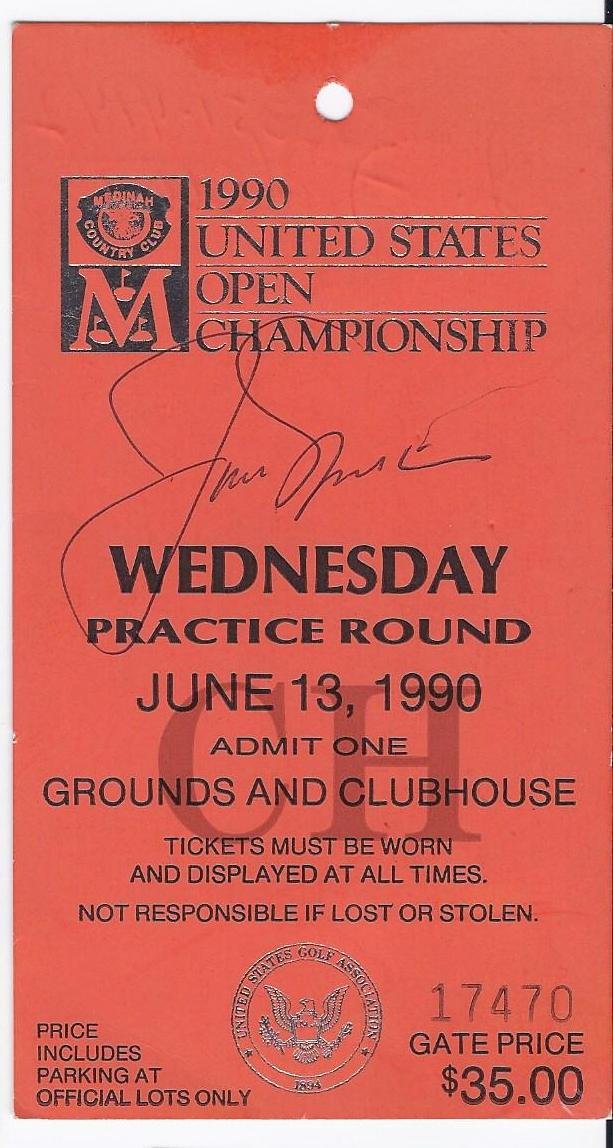 MEDINAH
COUNTRY CLUB
M
1990
UNITED STATES
OPEN
CHAMPIONSHIP
WEDNESDAY
PRACTICE ROUND
JUNE 13, 1990
CH
ADMIT ONE
GROUNDS AND CLUBHOUSE
TICKETS MUST BE WORN
AND DISPLAYED AT ALL TIMES.
NOT RESPONSIBLE IF LOST OR STOLEN.
UNITED STATES GOLF ASSOCIATION
1894
PRICE
INCLUDES
PARKING AT
OFFICIAL LOTS ONLY
17470
GATE PRICE
$35.00